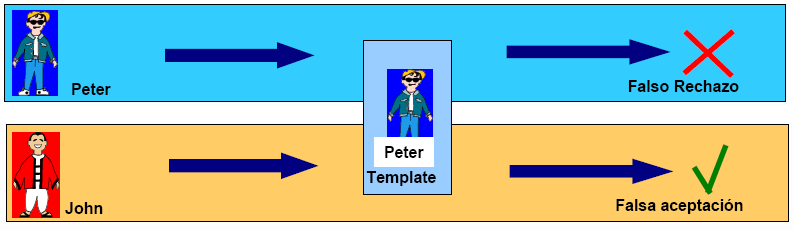 Peter
Falso Rechazo
Peter
Template
John
Falsa aceptación